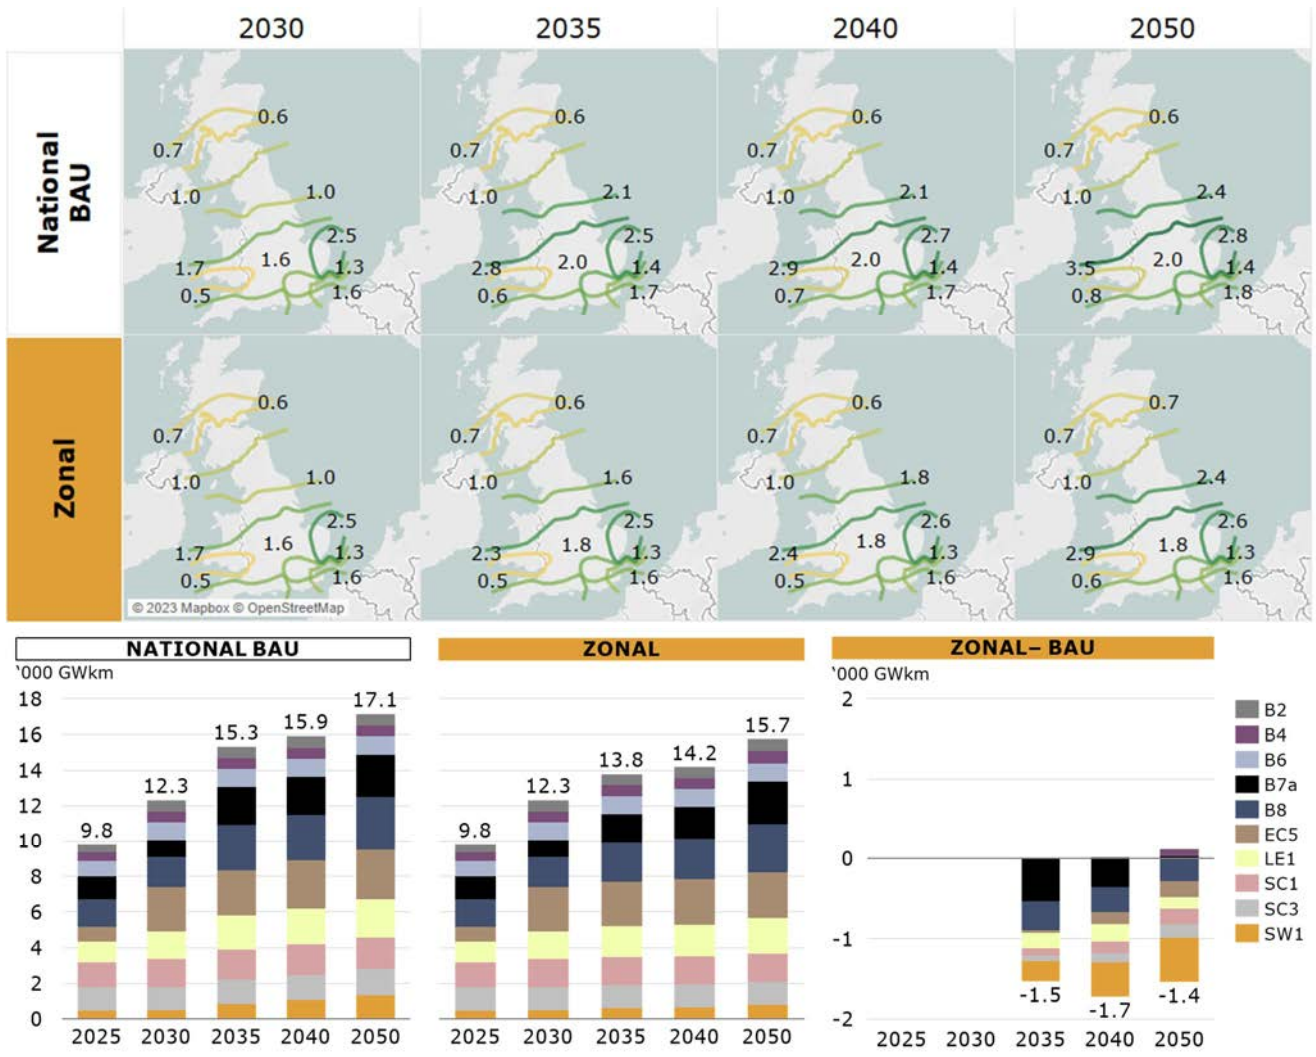 2030 2035 2040 2050
National
BAU
0.6 0.6 0.6 0.6
0.7 0.7 0.7 0.7
1.0 1.0 2.1 2.1 2.4
1.0 1.0 1.0
2.5 2.5 2.7 2.8
1.6 2.0 2.0 2.0
1.7 1.3 2.8 1.4 2.9 1.4 3.5 1.4
0.5 1.6 0.6 1.7 0.7 1.7 0.8 1.8
Zonal
0.6 0.6 0.6 0.7
0.7 0.7 0.7 0.7
1.0 1.6 1.8 2.4
1.0 1.0 1.0 1.0
2.5 2.5 2.6 2.6
1.6 1.8 1.8 1.8
1.7 1.3 2.3 1.3 2.4 1.3 2.9 1.3
0.5 1.6 0.5 1.6 0.5 1.6 0.6 1.6
© 2023 Mapbox © OpenStreetMap
NATIONAL BAU
‘000 GWkm
18
16
14
12
10
8
6
4
2
0
9.8 12.3 15.3 15.9 17.1
2025 2030 2035 2040 2050
ZONAL
9.8 12.3 13.8 14.2 15.7
2025 2030 2035 2040 2050
ZONAL– BAU
‘000 GWkm
2
1
0
-1
-2
-1.5 -1.7 -1.4
2025 2030 2035 2040 2050
B2
B4
B6
B7a
B8
EC5
LE1
SC1
SC3
SW1